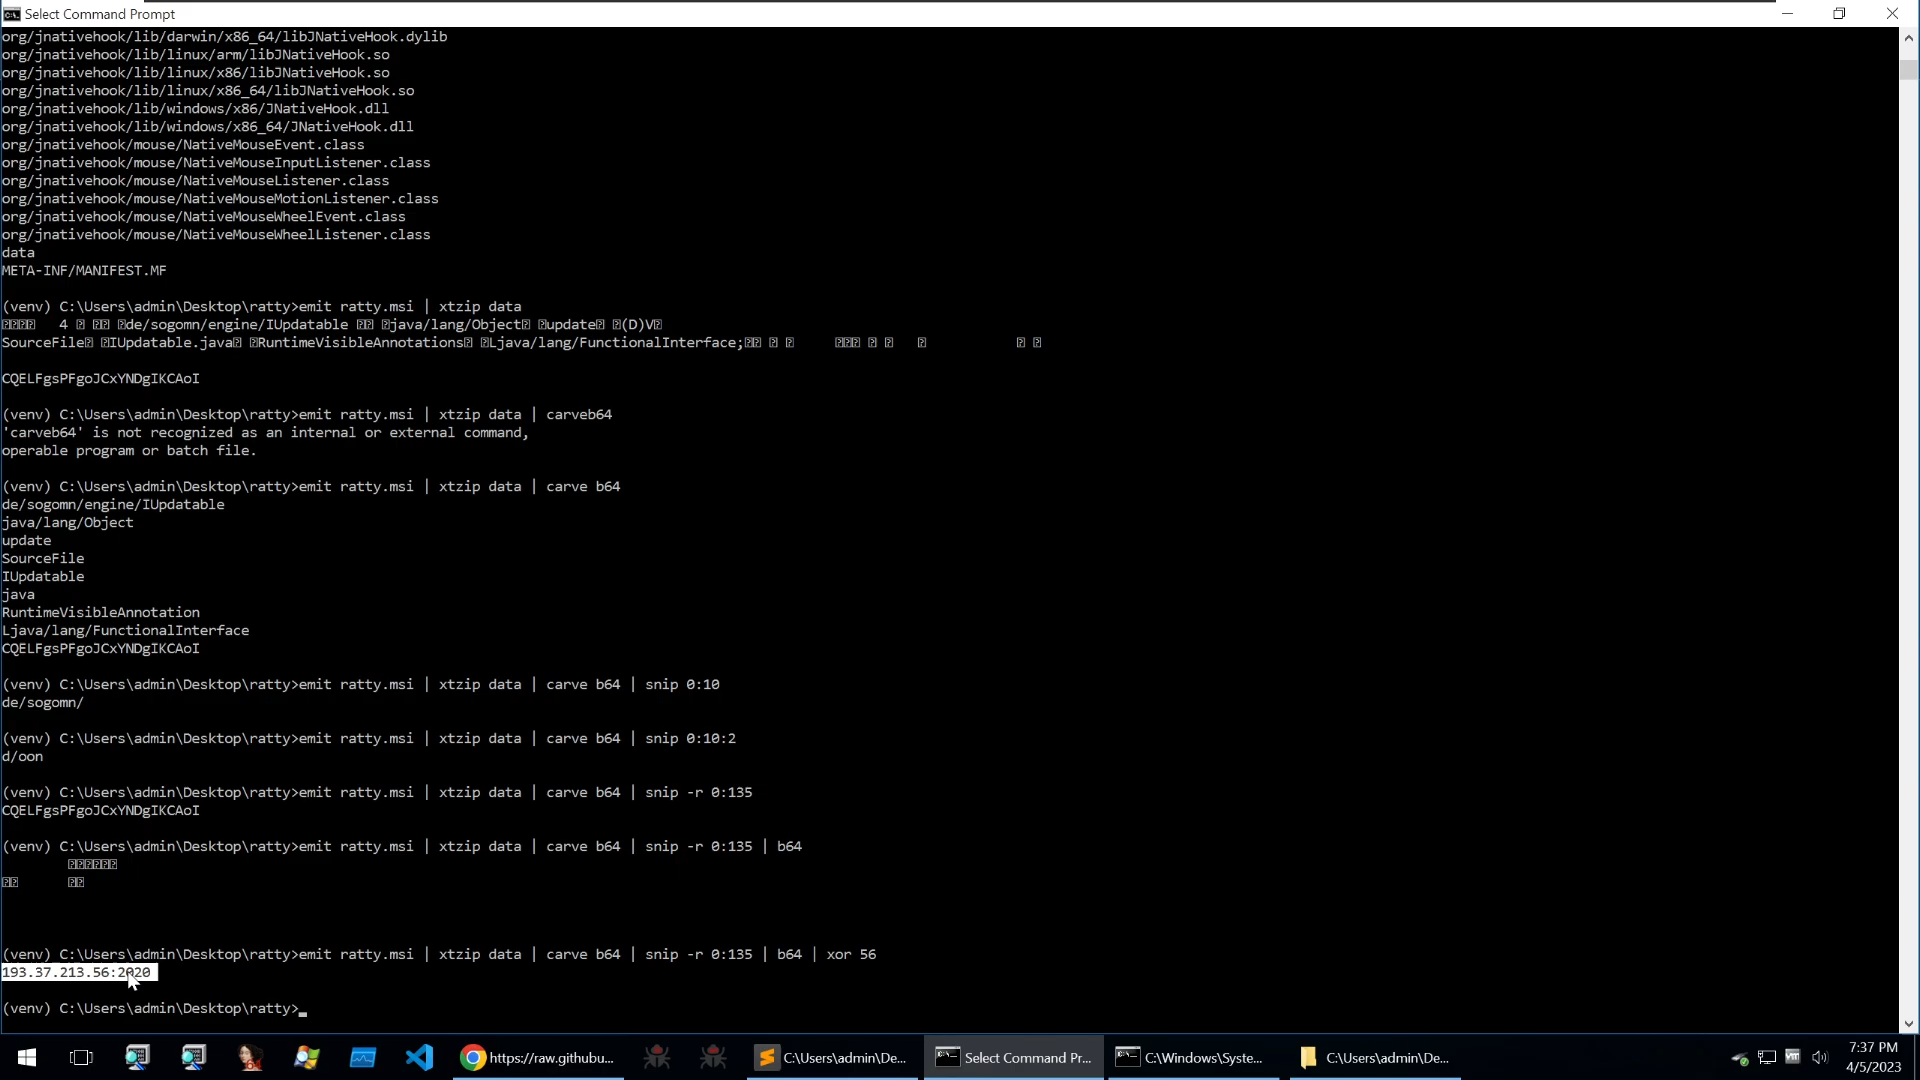 Select Command Prompt
org/jnativehook/lib/darwin/x86_64/libJNativeHook.dylib
org/jnativehook/lib/linux/arm/libJNativeHook.so
org/jnativehook/lib/linux/x86/libJNativeHook.so
org/jnativehook/lib/linux/x86_64/libJNativeHook.so
org/jnativehook/lib/windows/x86/JNativeHook.dll
org/jnativehook/lib/windows/x86_64/JNativeHook.dll
org/jnativehook/mouse/NativeMouseEvent.class
org/jnativehook/mouse/NativeMouseInputListener.class
org/jnativehook/mouse/NativeMouseListener.class
org/jnativehook/mouse/NativeMouseMotionListener.class
org/jnativehook/mouse/NativeMouseWheelEvent.class
org/jnativehook/mouse/NativeMouseWheelListener.class
data
META-INF/MANIFEST.MF
(venv) C:\Users\admin\Desktop\ratty>emit ratty.msi | xtzip data
4 de/sogomn/engine/IUpdatable java/lang/Object update (D)V
SourceFile IUpdatable.java RuntimeVisibleAnnotations Ljava/lang/FunctionalInterface;
CQELFgsPFgoJCxYNDgIKCAoI
(venv) C:\Users\admin\Desktop\ratty>emit ratty.msi | xtzip data | carveb64
'carveb64' is not recognized as an internal or external command,
operable program or batch file.
(venv) C:\Users\admin\Desktop\ratty>emit ratty.msi | xtzip data | carve b64
de/sogomn/engine/IUpdatable
java/lang/Object
update
SourceFile
IUpdatable
java
RuntimeVisibleAnnotation
Ljava/lang/FunctionalInterface
CQELFgsPFgoJCxYNDgIKCAoI
(venv) C:\Users\admin\Desktop\ratty>emit ratty.msi | xtzip data | carve b64 | snip 0:10
de/sogomn/
(venv) C:\Users\admin\Desktop\ratty>emit ratty.msi | xtzip data | carve b64 | snip 0:10:2
d/oon
(venv) C:\Users\admin\Desktop\ratty>emit ratty.msi | xtzip data | carve b64 | snip -r 0:135
CQELFgsPFgoJCxYNDgIKCAoI
(venv) C:\Users\admin\Desktop\ratty>emit ratty.msi | xtzip data | carve b64 | snip -r 0:135 | b64
(venv) C:\Users\admin\Desktop\ratty>emit ratty.msi | xtzip data | carve b64 | snip -r 0:135 | b64 | xor 56
193.37.213.56:2020
(venv) C:\Users\admin\Desktop\ratty>
https://raw.githubu...
C:\Users\admin\De...
Select Command Pr...
C:\Windows\Syste...
C:\Users\admin\De...
7:37 PM
4/5/2023